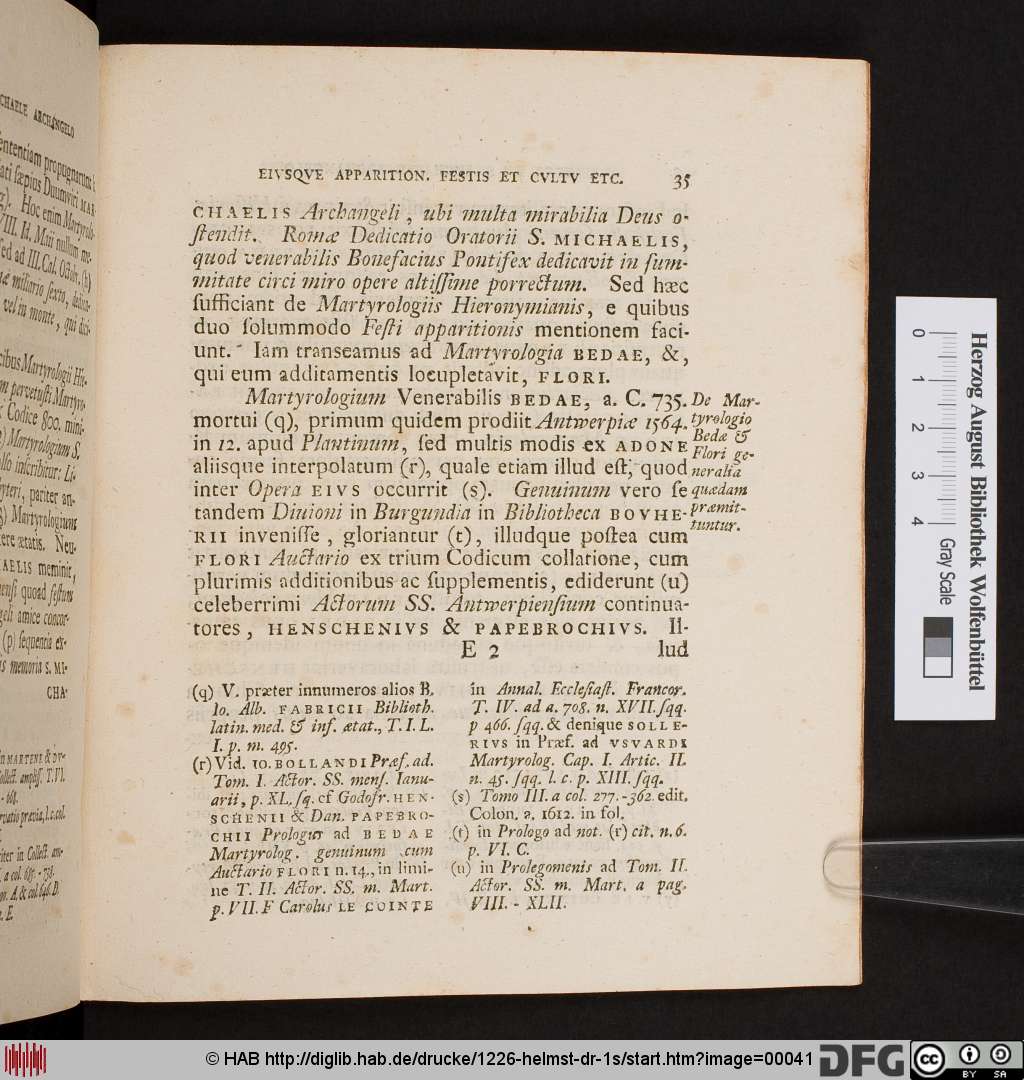 CHAELE ARCHANGELO
EIVSQVE APPARITION. FESTIS ET CVLTV ETC. 35
CHAELIS Archangeli, ubi multa mirabilia Deus o-
ſtendit. Romæ Dedicatio Oratorii S. MICHAELIS,
quod venerabilis Bonefacius Pontifex dedicavit in ſum-
mitate circi miro opere altiſſime porrectum. Sed hæc
ſufficiant de Martyrologiis Hieronymianis, e quibus
duo ſolummodo Feſti apparitionis mentionem faci-
unt. Iam transeamus ad Martyrologia BEDAE, &,
qui eum additamentis locupletavit, FLORI.
Martyrologium Venerabilis BEDAE, a. C. 735.
mortui (q), primum quidem prodiit Antwerpiæ 1564.
in 12. apud Plantinum, ſed multis modis ex ADONE
aliisque interpolatum (r), quale etiam illud eſt, quod
inter Opera EIVS occurrit (s). Genuinum vero ſe
tandem Diuioni in Burgundia in Bibliotheca BOVHE-
RII inveniſſe, gloriantur (t), illudque poſtea cum
FLORI Auctario ex trium Codicum collatione, cum
plurimis additionibus ac ſupplementis, ediderunt (u)
celeberrimi Actorum SS. Antwerpienſium continua-
tores, HENSCHENIVS & PAPEBROCHIVS. Il-
E 2 lud
De Mar-
tyrologio
Bedæ &
Flori ge-
neralia
quædam
præmit-
tuntur.
(q) V. præter innumeros alios B.
Io. Alb. FABRICII Biblioth.
latin. med. & inf. ætat., T. I. L.
I. p. m. 495.
(r) Vid. IO. BOLLANDI Præf. ad.
Tom. I. Actor. SS. menſ. Ianu-
arii, p. XL. ſq. cf Godofr. HEN-
SCHENII & Dan. PAPEBRO-
CHII Prologus ad BEDAE
Martyrolog. genuinum cum
Auctario FLORI n. 14., in limi-
ne T. II. Actor. SS. m. Mart.
p. VII. F Carolus LE COINTE
in Annal. Eccleſiaſt. Francor.
T. IV. ad a. 708. n. XVII. ſqq.
p 466. ſqq. & denique SOLLE-
RIVS in Præf. ad VSVARDI
Martyrolog. Cap. I. Artic. II.
n. 45. ſqq. l. c. p. XIII. ſqq.
(s) Tomo III. a col. 277.-362. edit.
Colon. a. 1612. in fol.
(t) in Prologo ad not. (r) cit. n. 6.
p. VI. C.
(u) in Prolegomenis ad Tom. II.
Actor. SS. m. Mart. a pag.
VIII. - XLII.
0 1 2 3 4
Gray Scale
Herzog August Bibliothek Wolfenbüttel
© HAB http://diglib.hab.de/drucke/1226-helmst-dr-1s/start.htm?image=00041
DFG
cc
BY SA